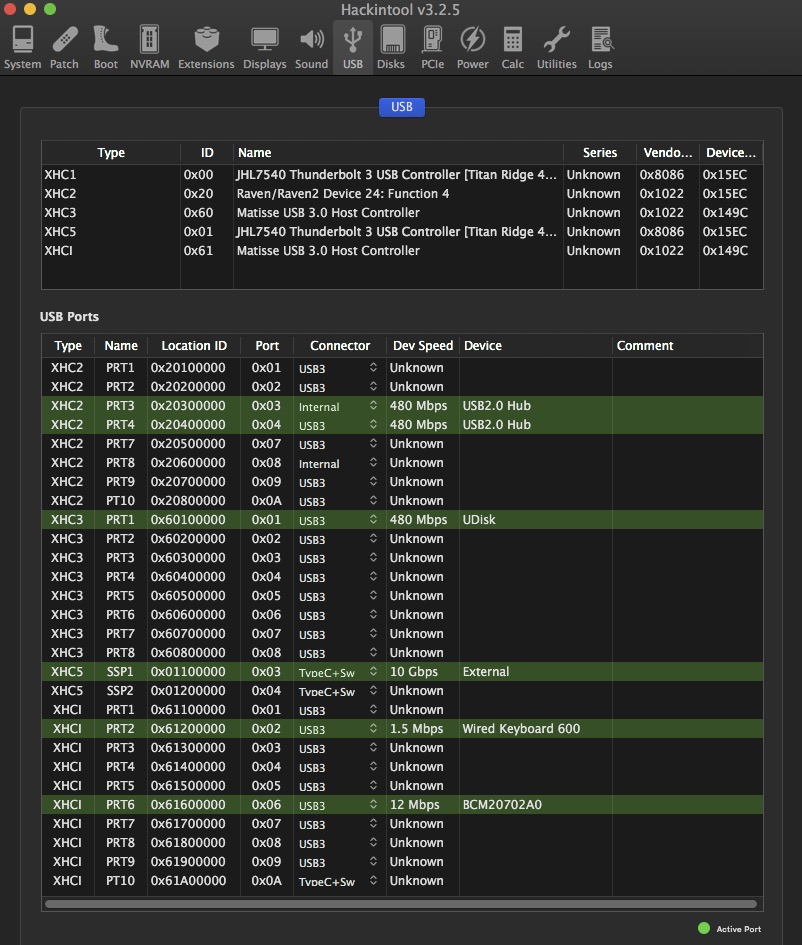 Hackintool v3.2.5
System Patch Boot NVRAM Extensions Displays Sound USB Disks PCIe Power Calc Utilities Logs
USB
Type ID Name Series Vendo... Device...
XHC1 0x00 JHL7540 Thunderbolt 3 USB Controller [Titan Ridge 4... Unknown 0x8086 0x15EC
XHC2 0x20 Raven/Raven2 Device 24: Function 4 Unknown 0x1022 0x149C
XHC3 0x60 Matisse USB 3.0 Host Controller Unknown 0x1022 0x149C
XHC5 0x01 JHL7540 Thunderbolt 3 USB Controller [Titan Ridge 4... Unknown 0x8086 0x15EC
XHCI 0x61 Matisse USB 3.0 Host Controller Unknown 0x1022 0x149C
USB Ports
Type Name Location ID Port Connector Dev Speed Device Comment
XHC2 PRT1 0x20100000 0x01 USB3 Unknown
XHC2 PRT2 0x20200000 0x02 USB3 Unknown
XHC2 PRT3 0x20300000 0x03 Internal 480 Mbps USB2.0 Hub
XHC2 PRT4 0x20400000 0x04 USB3 480 Mbps USB2.0 Hub
XHC2 PRT7 0x20500000 0x07 USB3 Unknown
XHC2 PRT8 0x20600000 0x08 Internal Unknown
XHC2 PRT9 0x20700000 0x09 USB3 Unknown
XHC2 PT10 0x20800000 0x0A USB3 Unknown
XHC3 PRT1 0x60100000 0x01 USB3 480 Mbps UDisk
XHC3 PRT2 0x60200000 0x02 USB3 Unknown
XHC3 PRT3 0x60300000 0x03 USB3 Unknown
XHC3 PRT4 0x60400000 0x04 USB3 Unknown
XHC3 PRT5 0x60500000 0x05 USB3 Unknown
XHC3 PRT6 0x60600000 0x06 USB3 Unknown
XHC3 PRT7 0x60700000 0x07 USB3 Unknown
XHC3 PRT8 0x60800000 0x08 USB3 Unknown
XHC5 SSP1 0x01100000 0x03 TypeC+Sw 10 Gbps External
XHC5 SSP2 0x01200000 0x04 TypeC+Sw Unknown
XHCI PRT1 0x61100000 0x01 USB3 Unknown
XHCI PRT2 0x61200000 0x02 USB3 1.5 Mbps Wired Keyboard 600
XHCI PRT3 0x61300000 0x03 USB3 Unknown
XHCI PRT4 0x61400000 0x04 USB3 Unknown
XHCI PRT5 0x61500000 0x05 USB3 Unknown
XHCI PRT6 0x61600000 0x06 USB3 12 Mbps BCM20702A0
XHCI PRT7 0x61700000 0x07 USB3 Unknown
XHCI PRT8 0x61800000 0x08 USB3 Unknown
XHCI PRT9 0x61900000 0x09 USB3 Unknown
XHCI PT10 0x61A00000 0x0A TypeC+Sw Unknown
Active Port